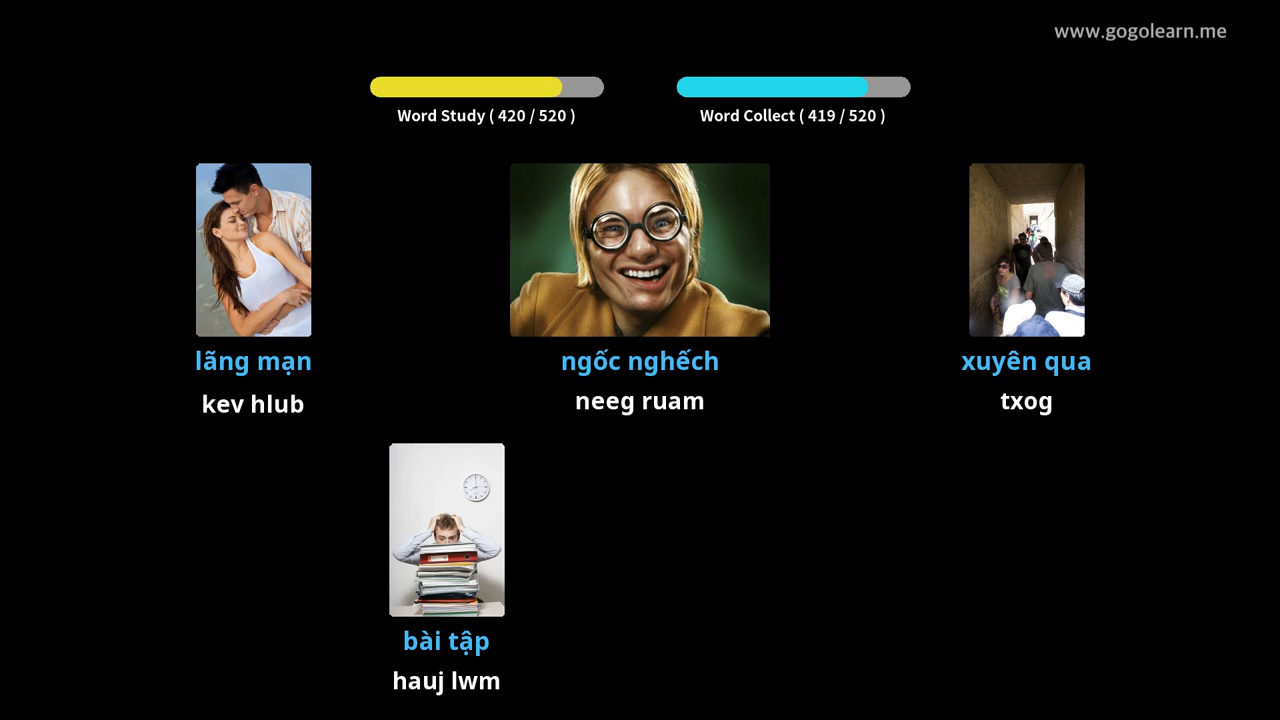 www.gogolearn.me
Word Study ( 420 / 520 )
Word Collect ( 419 / 520 )
lãng mạn
kev hlub
ngốc nghếch
neeg ruam
xuyên qua
txog
bài tập
hauj lwm